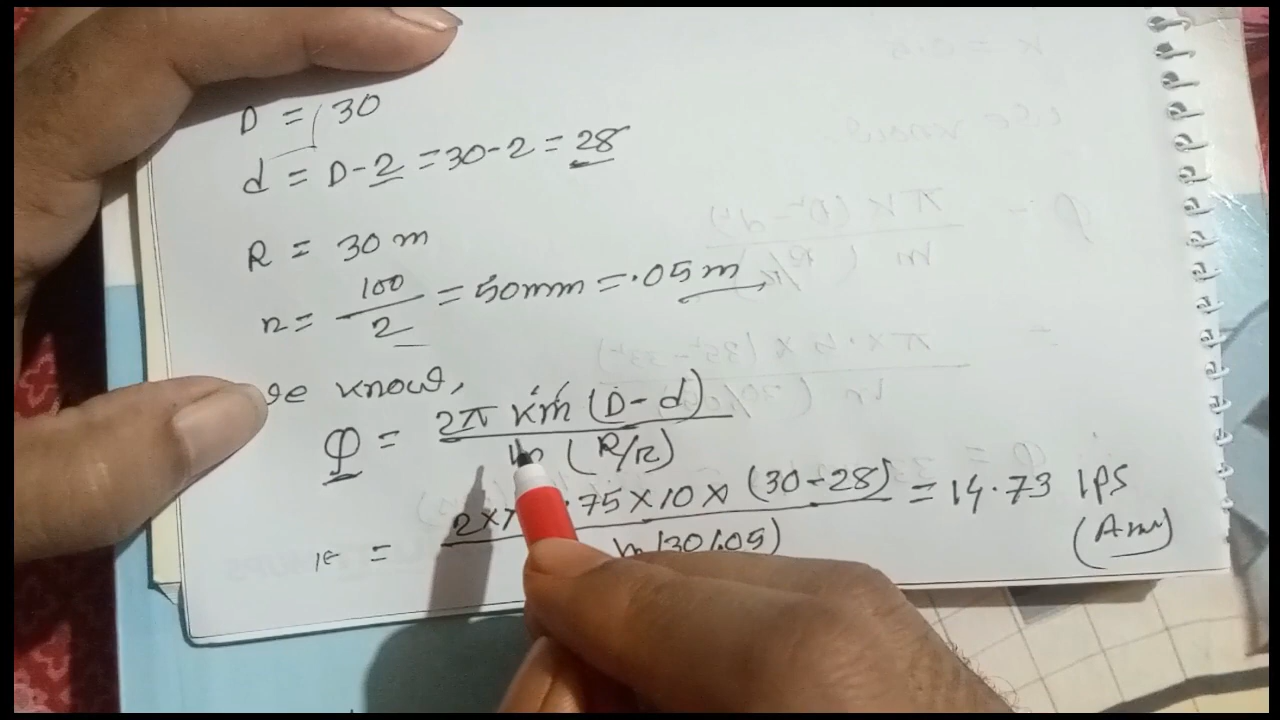 D = 30
d = D - 2 = 30 - 2 = 28
R = 30 m
r = 100/2 = 50mm = .05 m
know,
Q = 2π km (D - d) / ln (R/r)
= 2× .75 × 10 × (30 - 28) / ln (30/.05) = 14.73 lPS
(Ans)